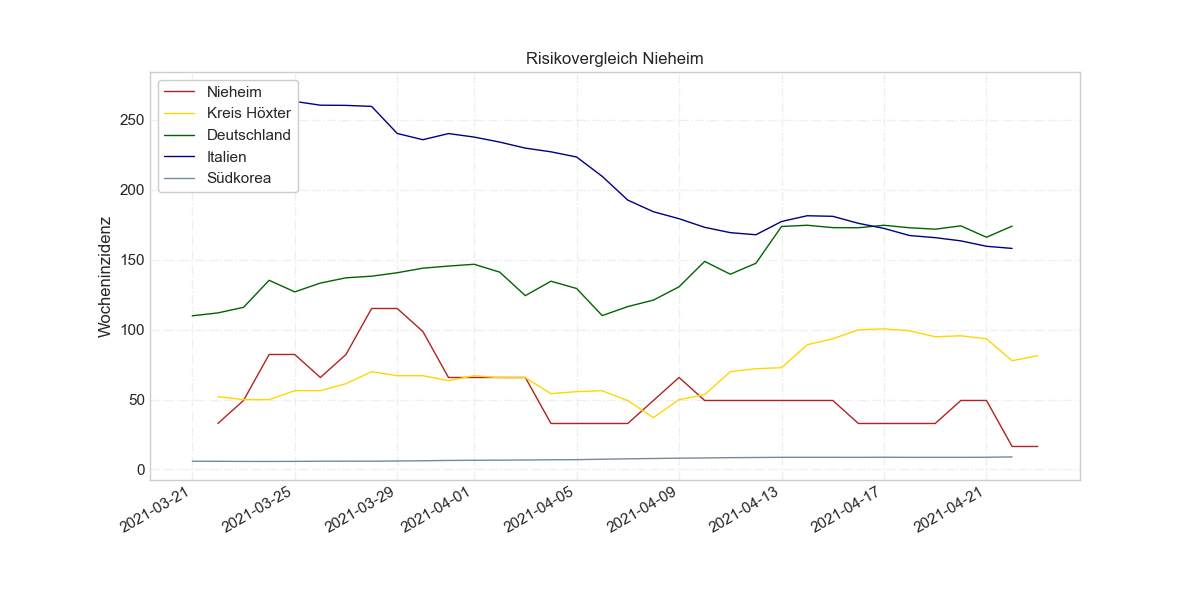 Risikovergleich Nieheim
Nieheim
Kreis Höxter
Deutschland
Italien
Südkorea
Wocheninzidenz
250
200
150
100
50
0
2021-03-21
2021-03-25
2021-03-29
2021-04-01
2021-04-05
2021-04-09
2021-04-13
2021-04-17
2021-04-21